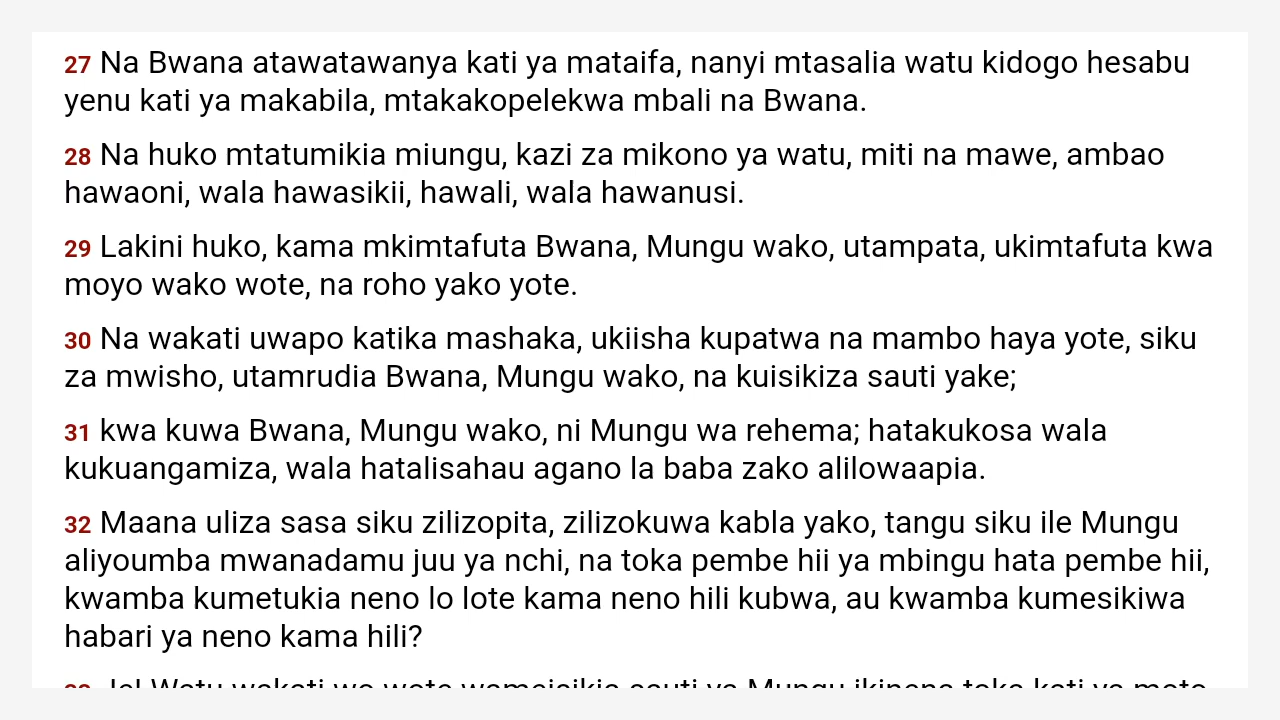 27 Na Bwana atawatawanya kati ya mataifa, nanyi mtasalia watu kidogo hesabu
yenu kati ya makabila, mtakakopelekwa mbali na Bwana.
28 Na huko mtatumikia miungu, kazi za mikono ya watu, miti na mawe, ambao
hawaoni, wala hawasikii, hawali, wala hawanusi.
29 Lakini huko, kama mkimtafuta Bwana, Mungu wako, utampata, ukimtafuta kwa
moyo wako wote, na roho yako yote.
30 Na wakati uwapo katika mashaka, ukiisha kupatwa na mambo haya yote, siku
za mwisho, utamrudia Bwana, Mungu wako, na kuisikiza sauti yake;
31 kwa kuwa Bwana, Mungu wako, ni Mungu wa rehema; hatakukosa wala
kukuangamiza, wala hatalisahau agano la baba zako alilowaapia.
32 Maana uliza sasa siku zilizopita, zilizokuwa kabla yako, tangu siku ile Mungu
aliyoumba mwanadamu juu ya nchi, na toka pembe hii ya mbingu hata pembe hii,
kwamba kumetukia neno lo lote kama neno hili kubwa, au kwamba kumesikiwa
habari ya neno kama hili?